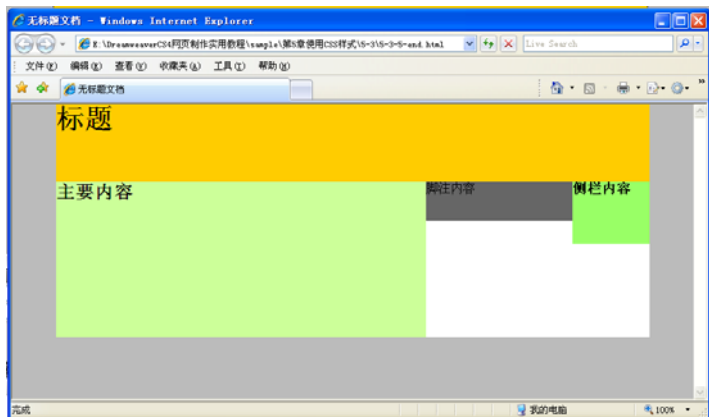 无标题文档 - Windows Internet Explorer
E:\DreamweaverCS4网页制作实用教程\sample\第5章使用CSS样式\5-3\5-3-5-end.html
Live Search
文件(F) 编辑(E) 查看(V) 收藏夹(A) 工具(T) 帮助(H)
无标题文档
标题
主要内容
脚注内容
侧栏内容
完成
我的电脑
100%